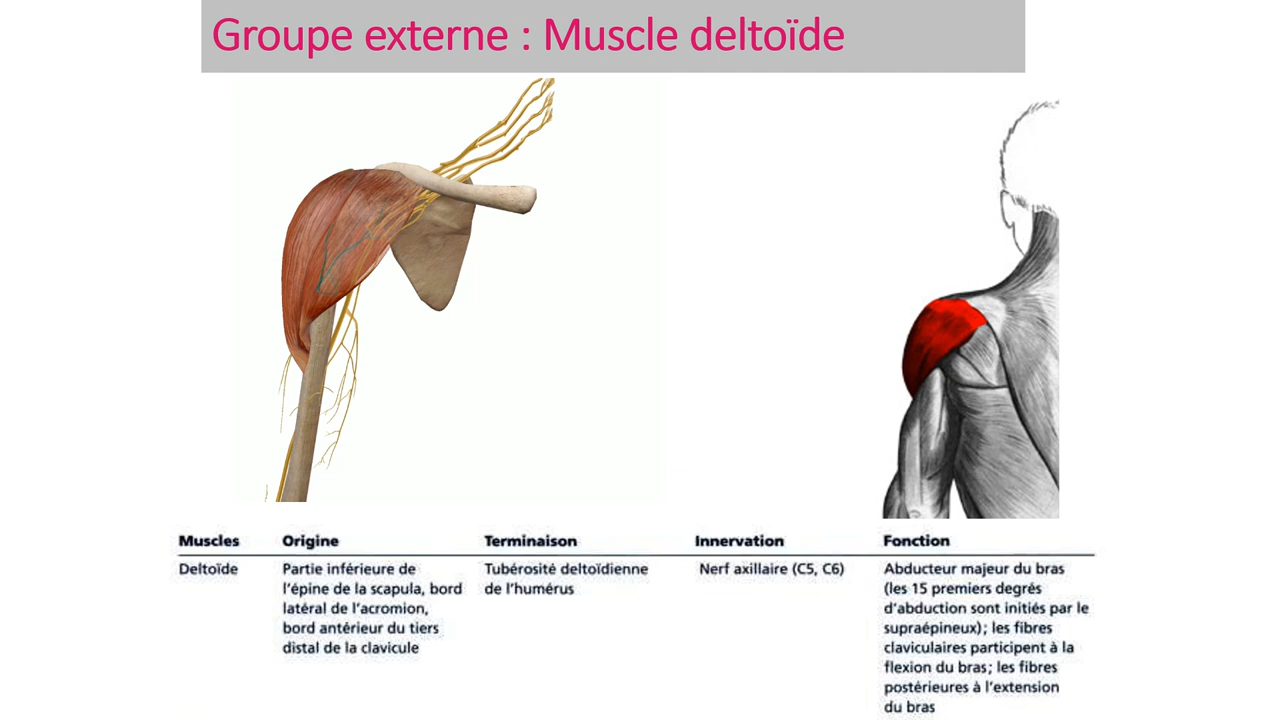 Groupe externe : Muscle deltoïde
Muscles Origine Terminaison Innervation Fonction
Deltoïde
Partie inférieure de
l'épine de la scapula, bord
latéral de l'acromion,
bord antérieur du tiers
distal de la clavicule
Tubérosité deltoïdienne
de l'humérus
Nerf axillaire (C5, C6)
Abducteur majeur du bras
(les 15 premiers degrés
d'abduction sont initiés par le
supraépineux); les fibres
claviculaires participent à la
flexion du bras; les fibres
postérieures à l'extension
du bras